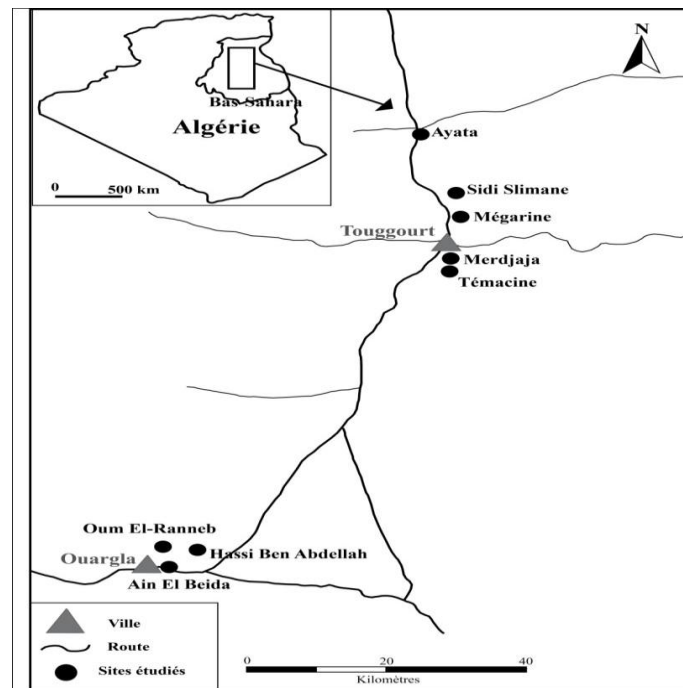 N
Bas Sahara
Algérie
0 500 km
Ayata
Sidi Slimane
Mégarine
Touggourt
Merdjaja
Témacine
Oum El-Ranneb
Hassi Ben Abdellah
Ouargla
Ain El Beida
Ville
Route
Sites étudiés
0 20 40
Kilomètres